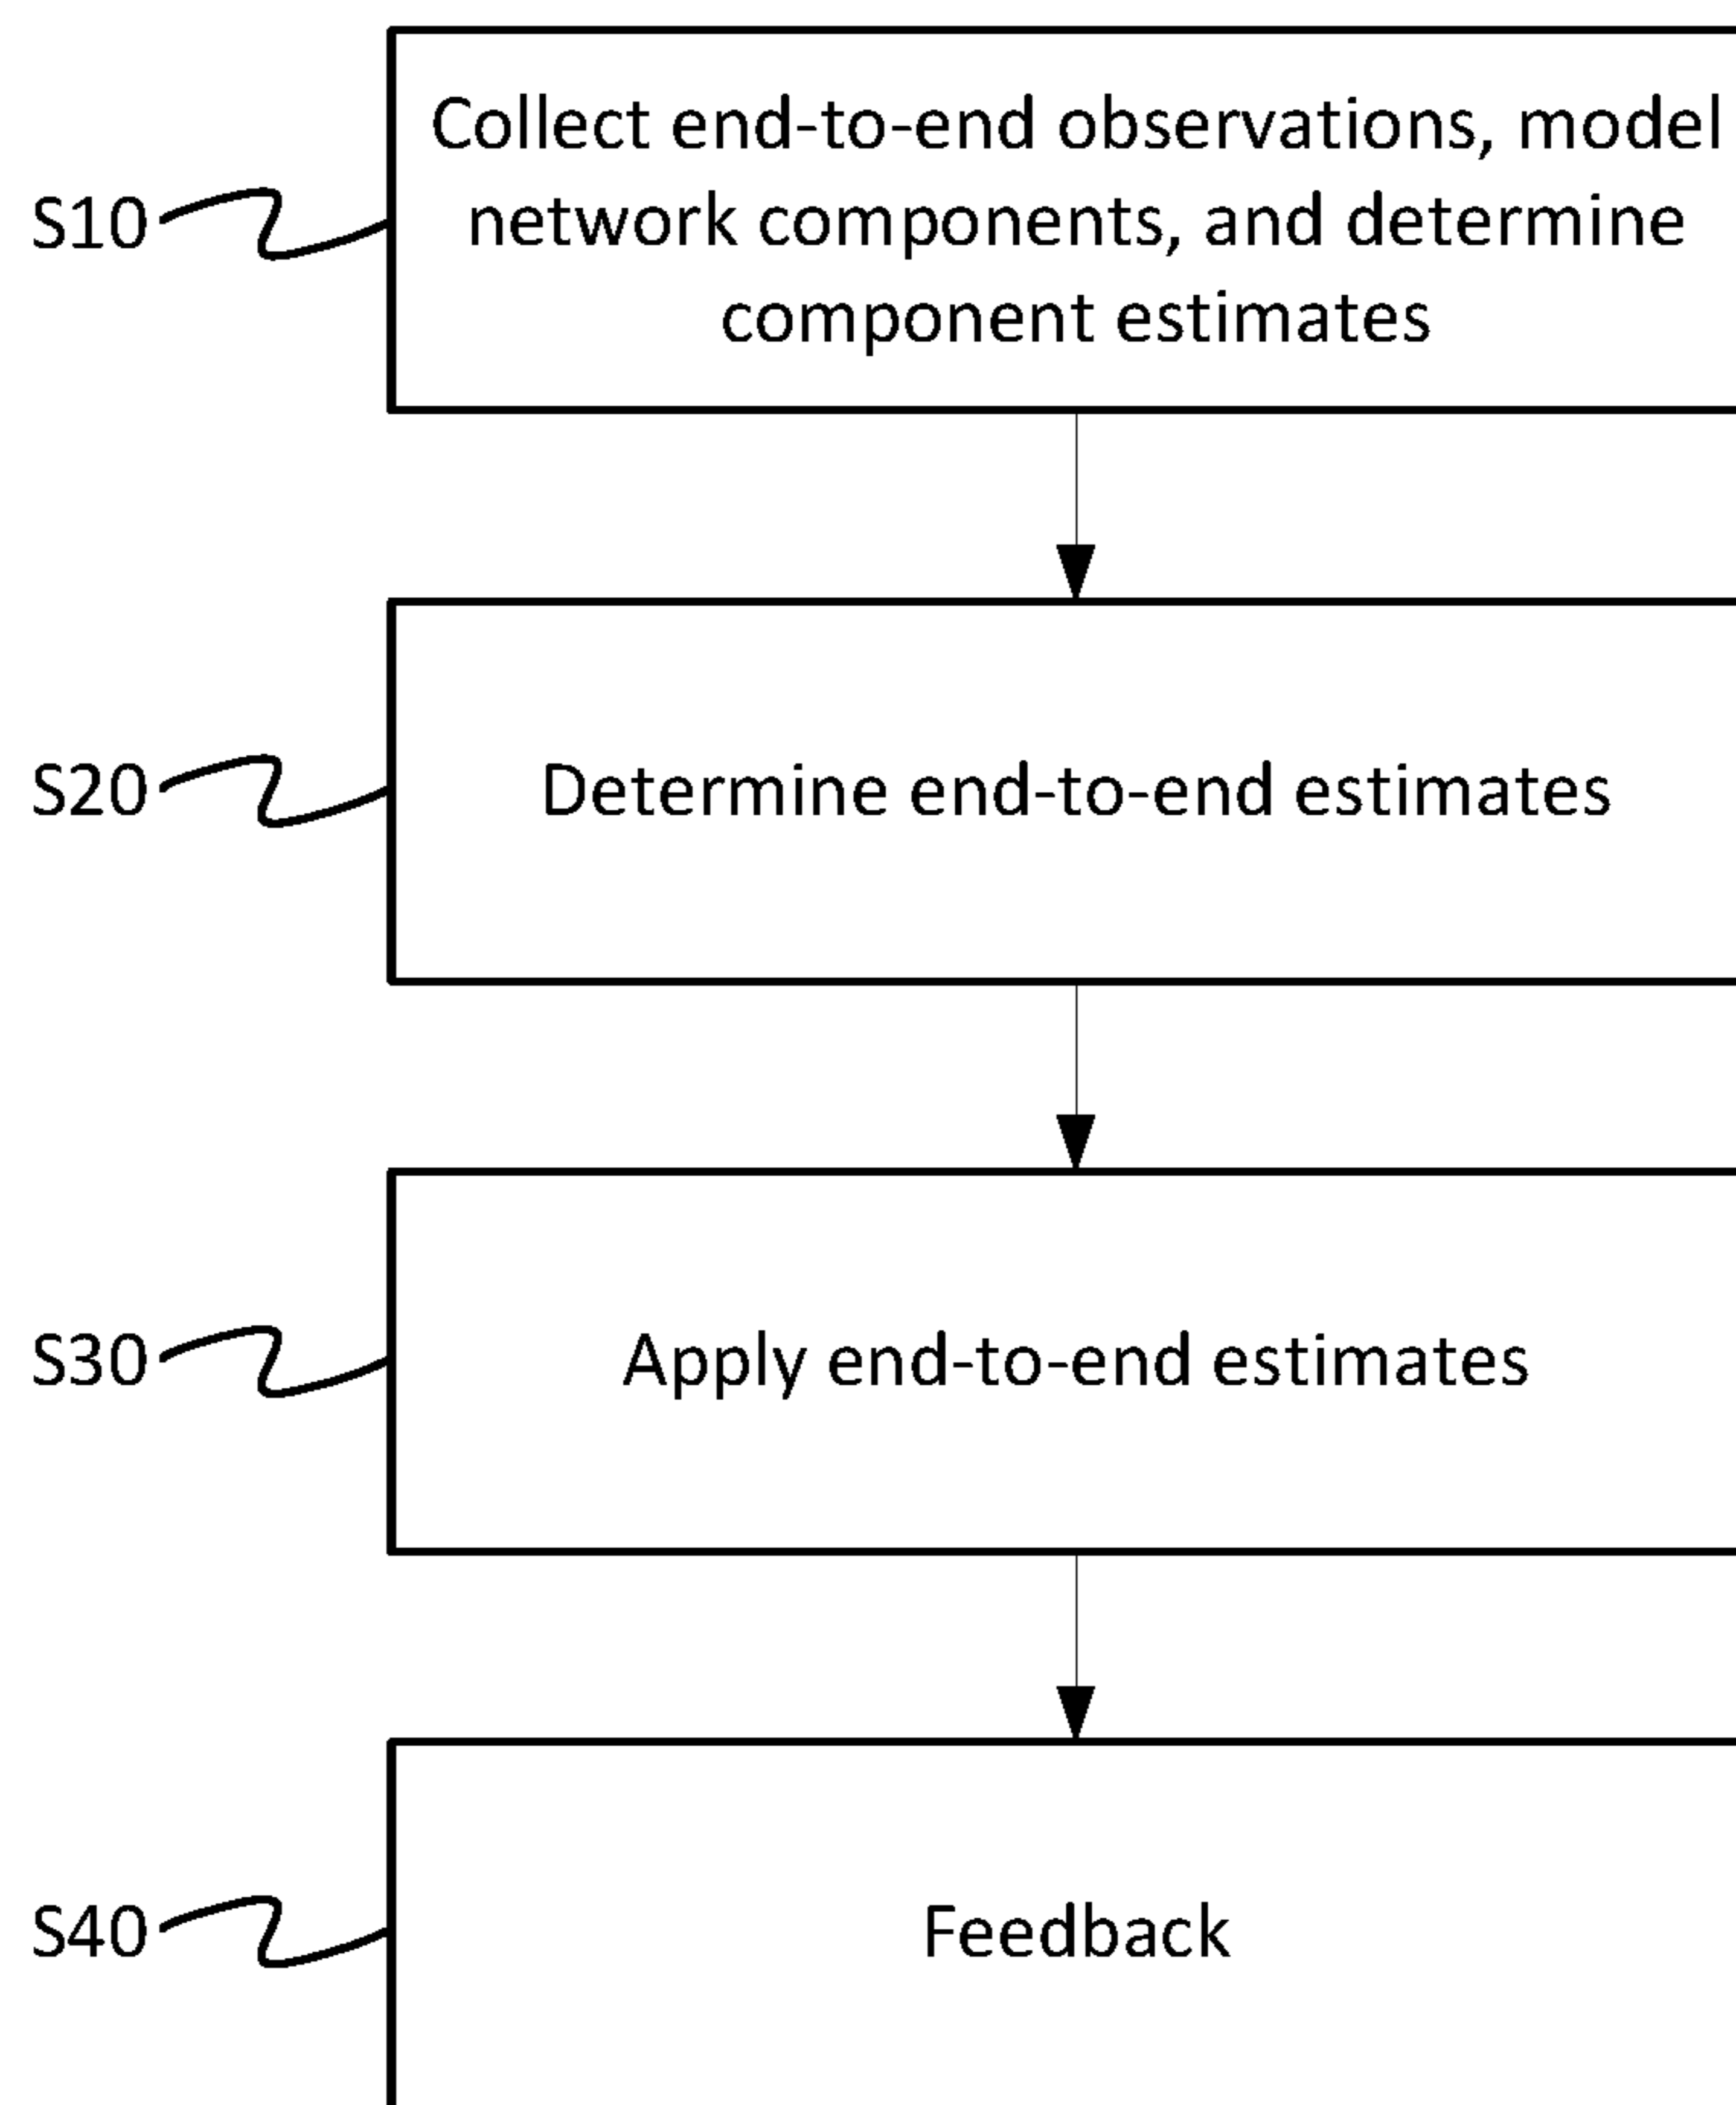 Collect end-to-end observations, model
S10
network components, and determine
component estimates
S20
Determine end-to-end estimates
S30
Apply end-to-end estimates
S40
Feedback